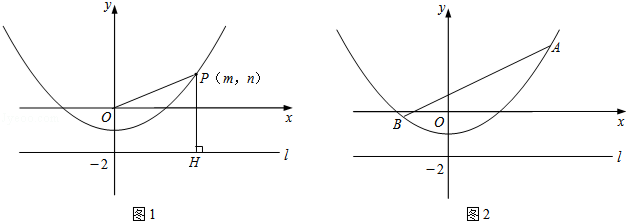 y
P（m，n）
O
x
－2
H
l
图1
y
A
B
O
x
－2
l
图2